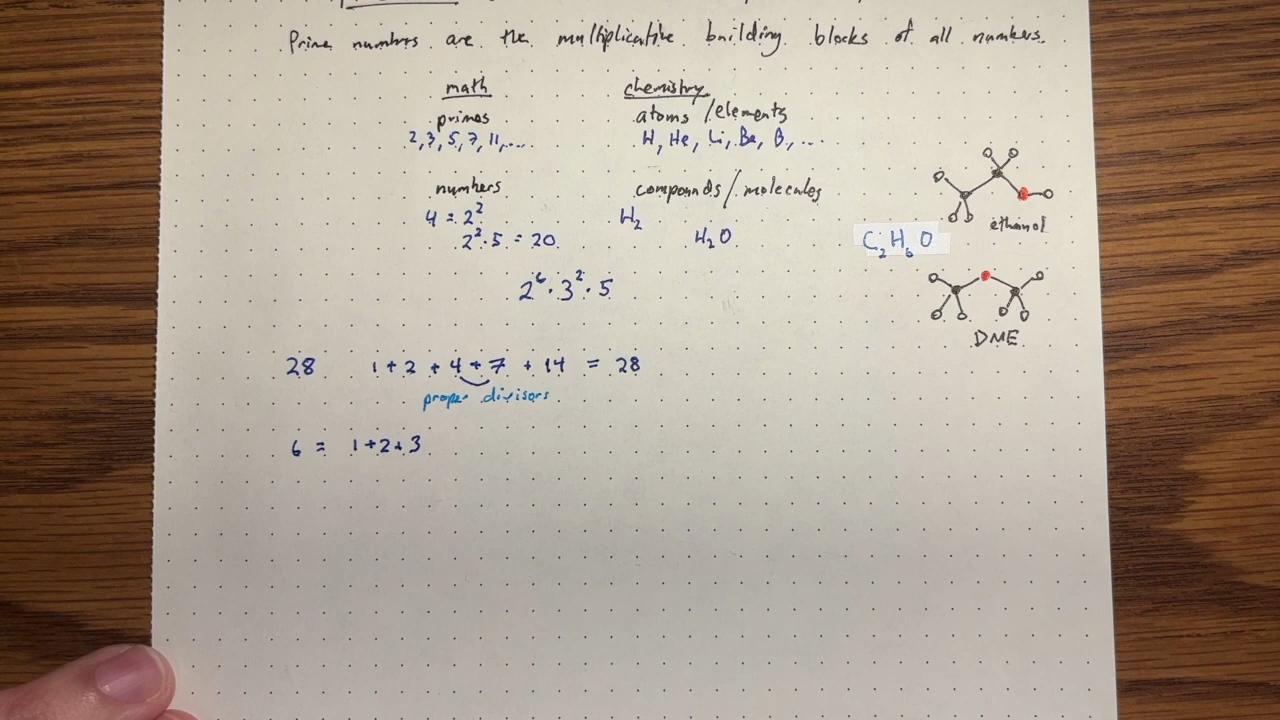 Prime numbers are the multiplicative building blocks of all numbers.
math
primes
2, 3, 5, 7, 11, ...
numbers
4 = 2²
2²·5 = 20
chemistry
atoms / elements
H, He, Li, Be, B, ...
compounds / molecules
H₂
H₂O
C₂H₆O
ethanol
DME
2⁶·3²·5
28 1 + 2 + 4 + 7 + 14 = 28
proper divisors
6 = 1+2+3